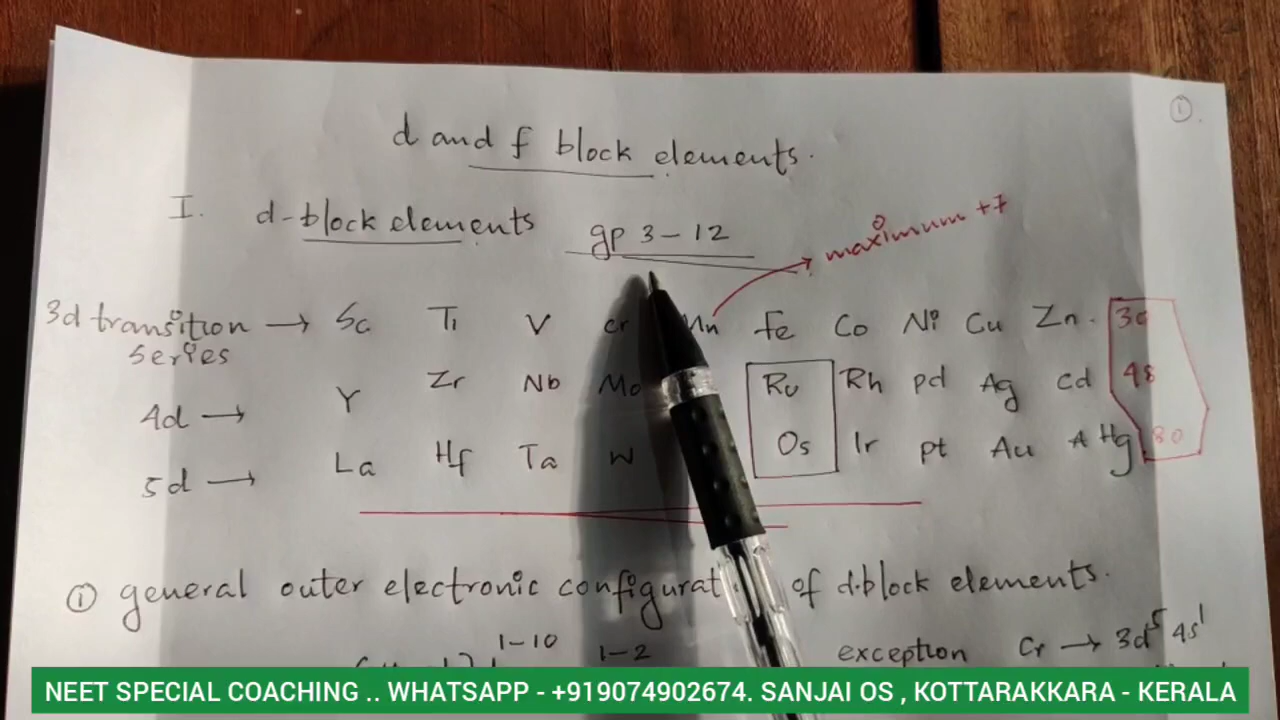 ①.
d and f block elements.
I. d-block elements gp 3-12
maximum +7
3d transition series → Sc Ti V Cr Mn Fe Co Ni Cu Zn. 30
4d → Y Zr Nb Mo Ru Rh pd Ag Cd 48
5d → La Hf Ta W Os Ir pt Au A Hg 80
① general outer electronic configurat of d-block elements.
1-10 1-2 exception Cr → 3d⁵ 4s¹
NEET SPECIAL COACHING .. WHATSAPP - +919074902674. SANJAI OS , KOTTARAKKARA - KERALA